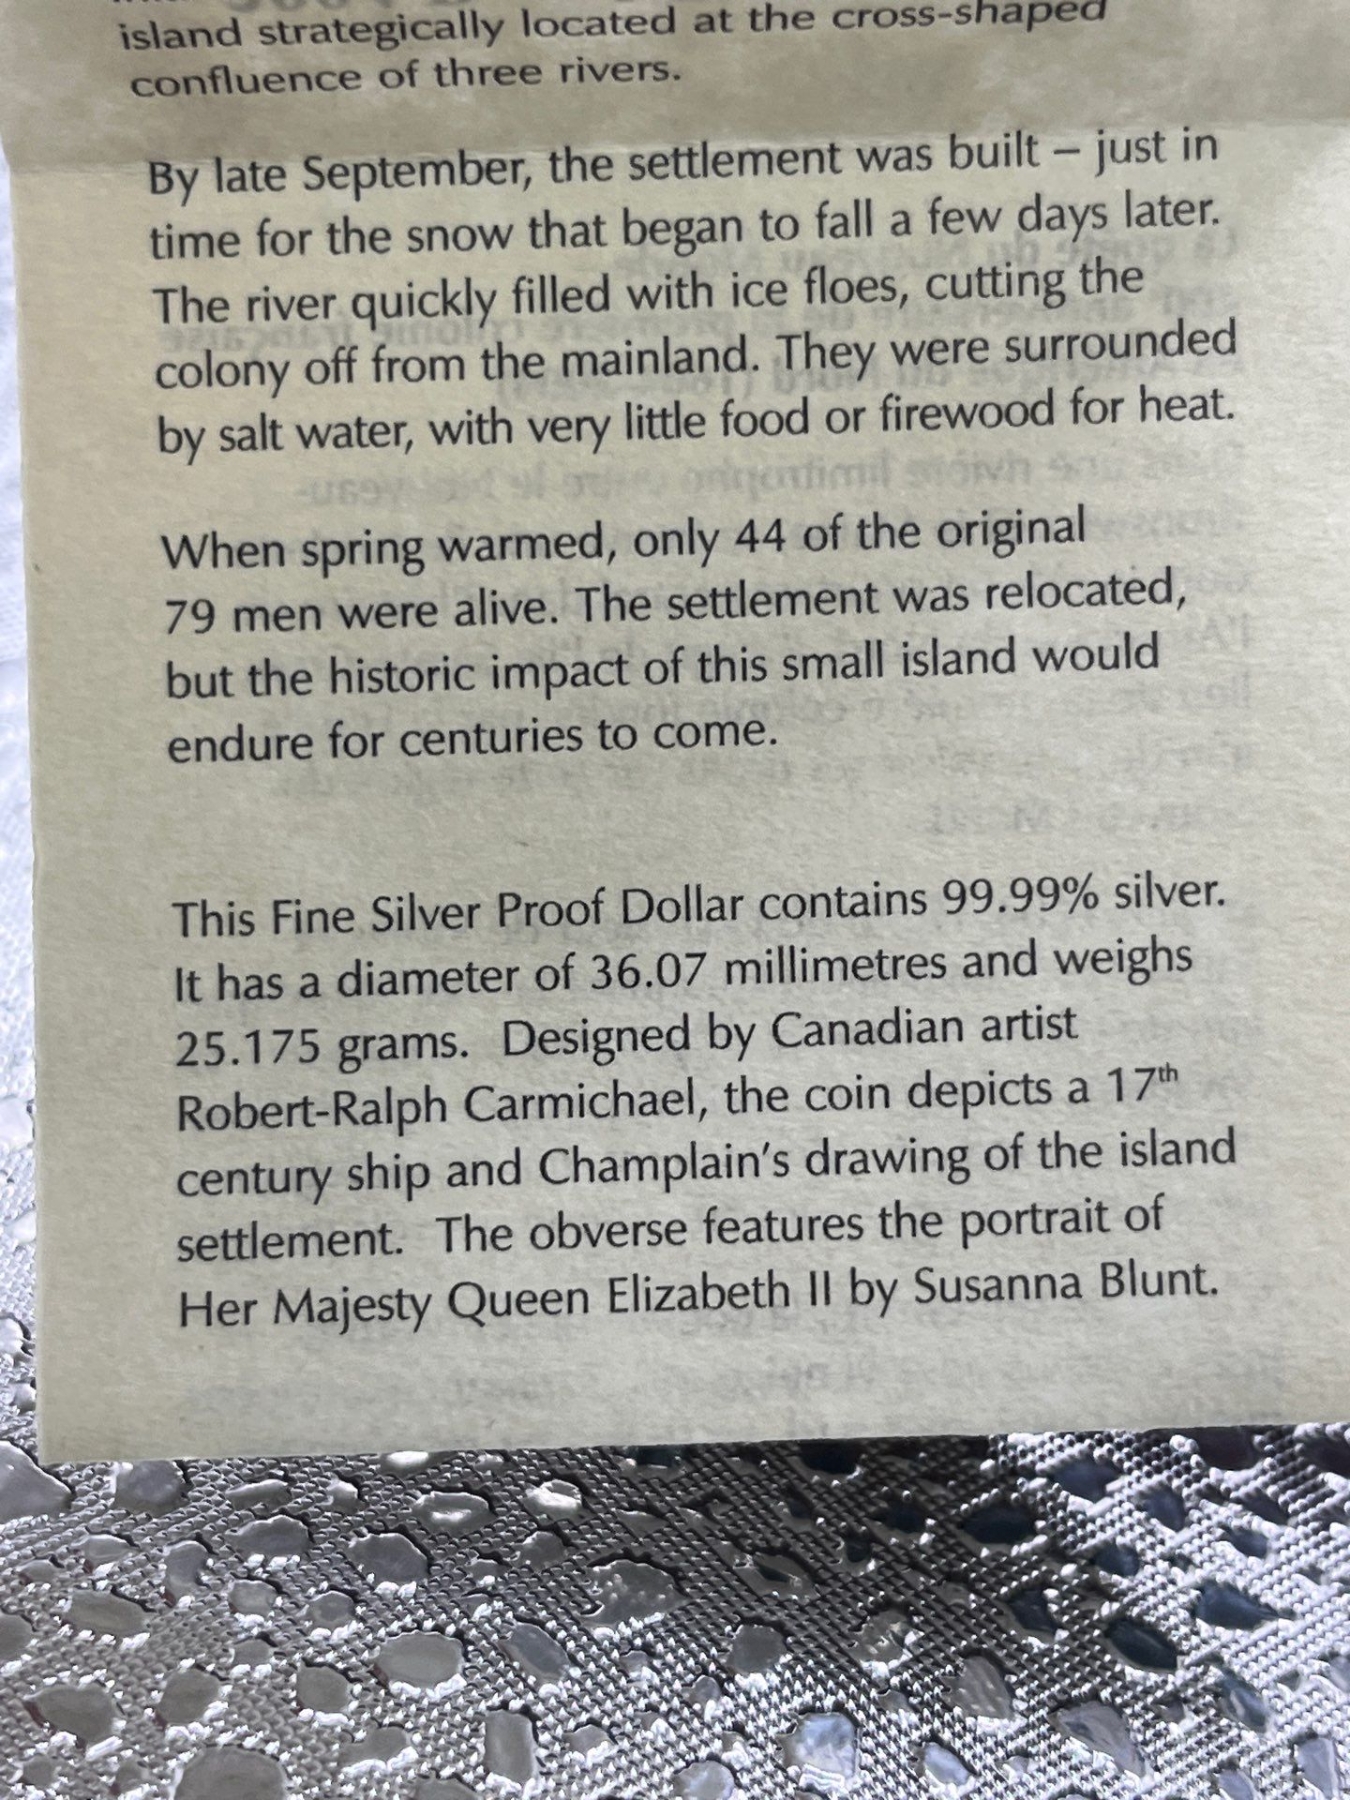 island strategically located at the cross-shaped
confluence of three rivers.
By late September, the settlement was built – just in
time for the snow that began to fall a few days later.
The river quickly filled with ice floes, cutting the
colony off from the mainland. They were surrounded
by salt water, with very little food or firewood for heat.
When spring warmed, only 44 of the original
79 men were alive. The settlement was relocated,
but the historic impact of this small island would
endure for centuries to come.
This Fine Silver Proof Dollar contains 99.99% silver.
It has a diameter of 36.07 millimetres and weighs
25.175 grams. Designed by Canadian artist
Robert-Ralph Carmichael, the coin depicts a 17th
century ship and Champlain's drawing of the island
settlement. The obverse features the portrait of
Her Majesty Queen Elizabeth II by Susanna Blunt.